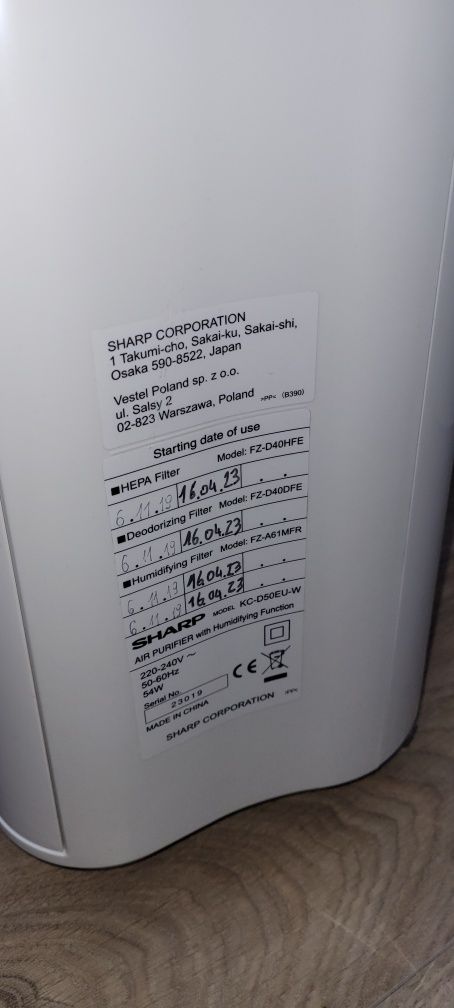 SHARP CORPORATION
1 Takumi-cho, Sakai-ku, Sakai-shi,
Osaka 590-8522, Japan
Vestel Poland sp. z o.o.
ul. Salsy 2
02-823 Warszawa, Poland >PP< (B390)
Starting date of use
■HEPA Filter Model: FZ-D40HFE
6.11.19 16.04.23 . .
■Deodorizing Filter Model: FZ-D40DFE
6.11.19 16.04.23 . .
■Humidifying Filter Model: FZ-A61MFR
6.11.19 16.04.23 . .
6.11.19 16.04.23 . .
SHARP MODEL KC-D50EU-W
AIR PURIFIER with Humidifying Function
220-240V ~
50-60Hz
54W
Serial No.
23019
CE
MADE IN CHINA
SHARP CORPORATION >PP<